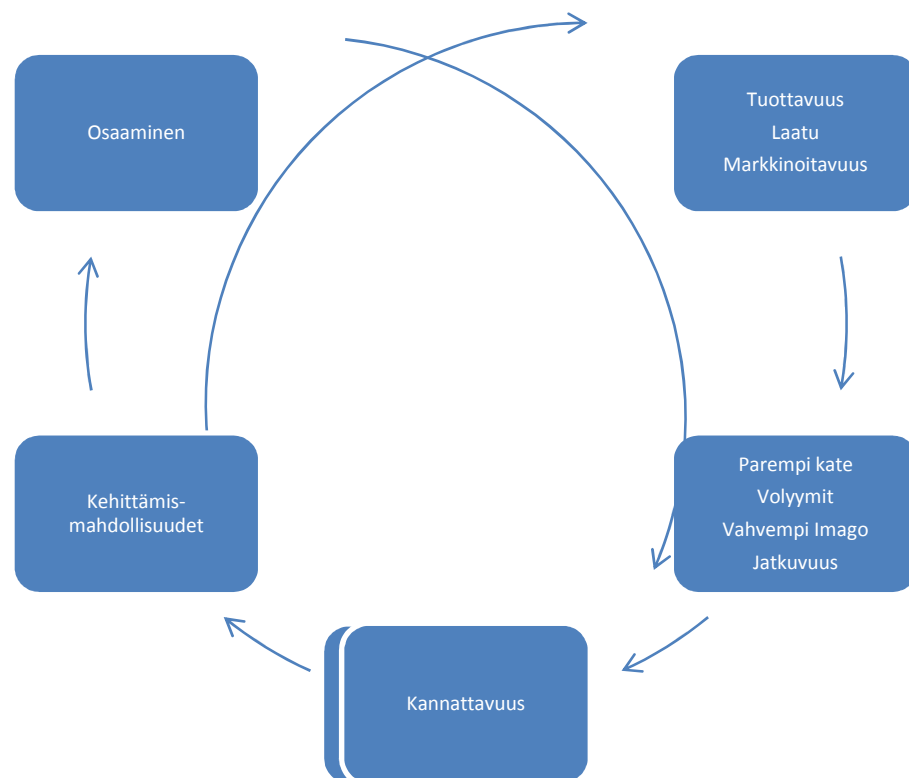 Osaaminen
Tuottavuus
Laatu
Markkinoitavuus
Kehittämis-
mahdollisuudet
Parempi kate
Volyymit
Vahvempi Imago
Jatkuvuus
Kannattavuus